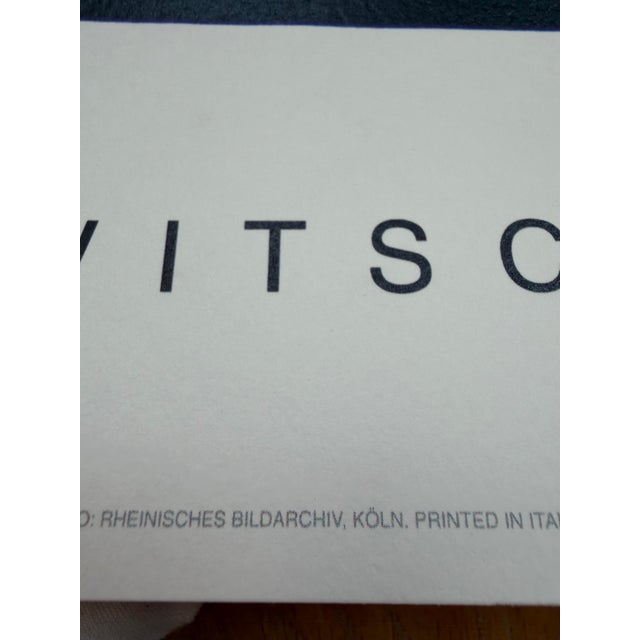 VITSC
O: RHEINISCHES BILDARCHIV, KÖLN. PRINTED IN ITA